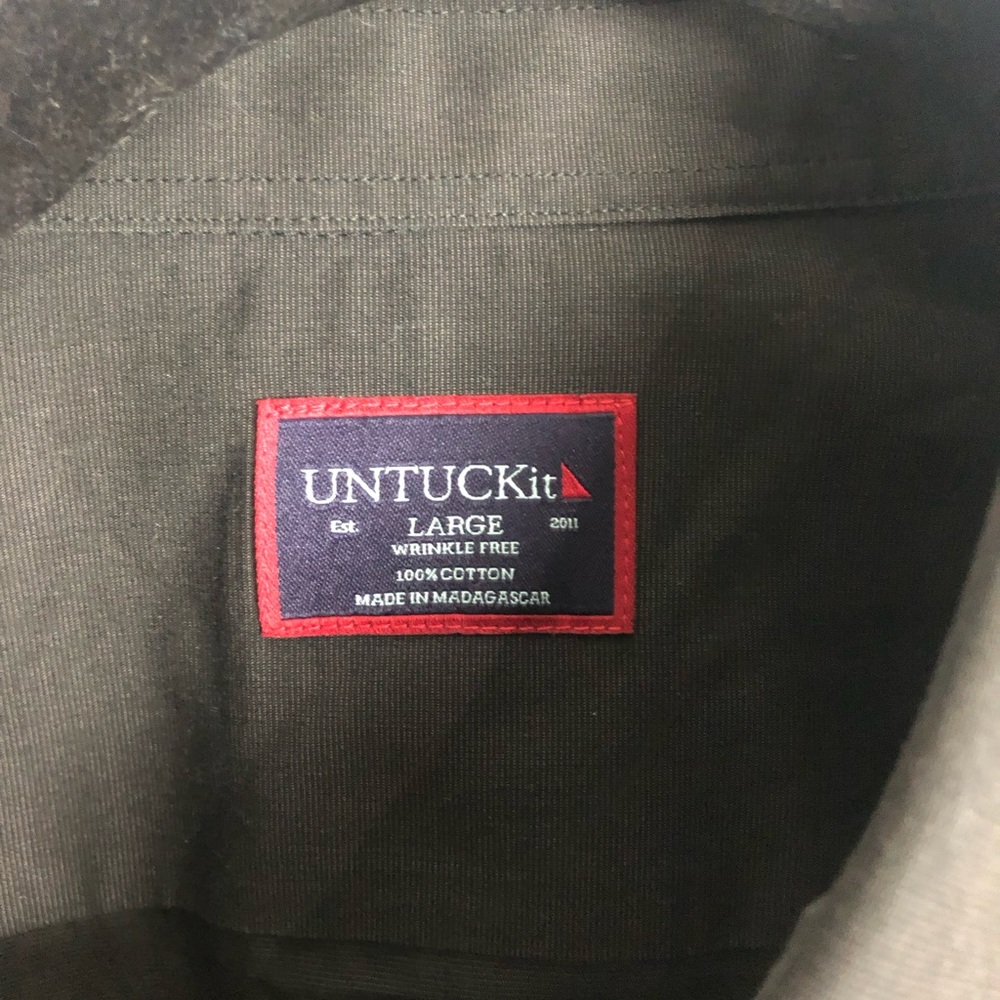 UNTUCKit
Est. LARGE 2011
WRINKLE FREE
100% COTTON
MADE IN MADAGASCAR